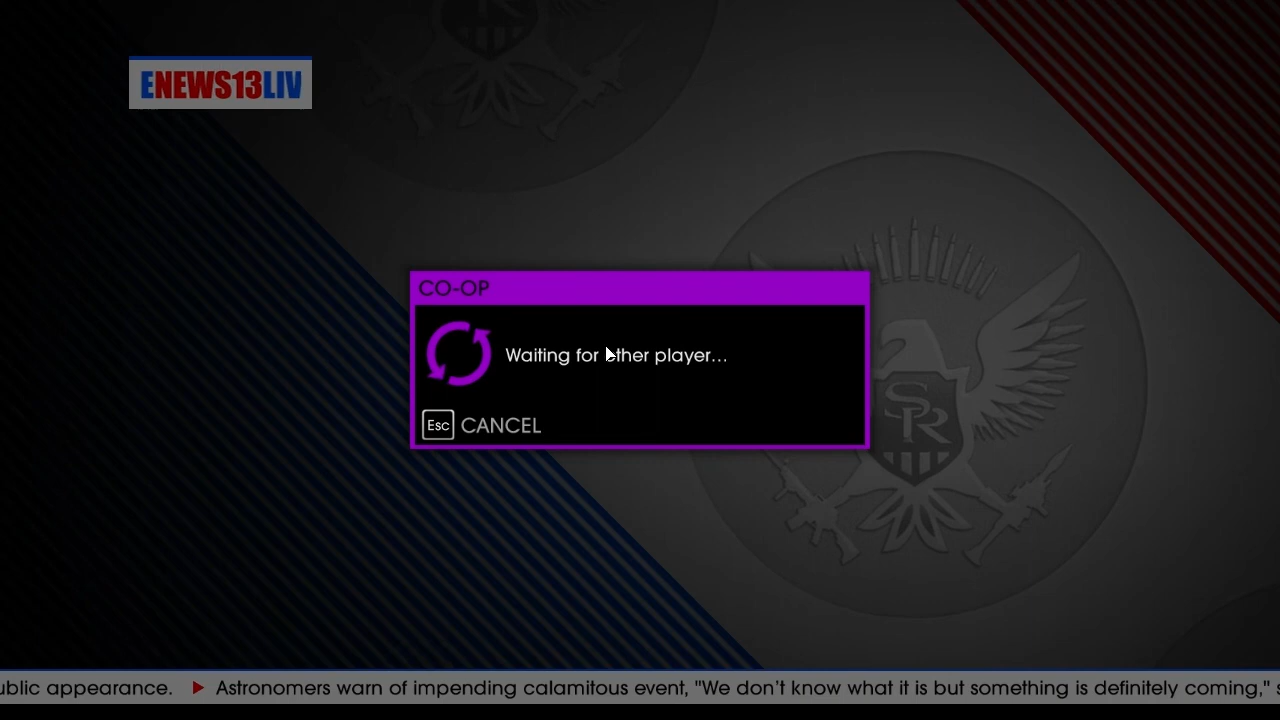 ENEWS13LIV
CO-OP
Waiting for other player...
Esc CANCEL
SR
ublic appearance. ▶ Astronomers warn of impending calamitous event, "We don't know what it is but something is definitely coming," s